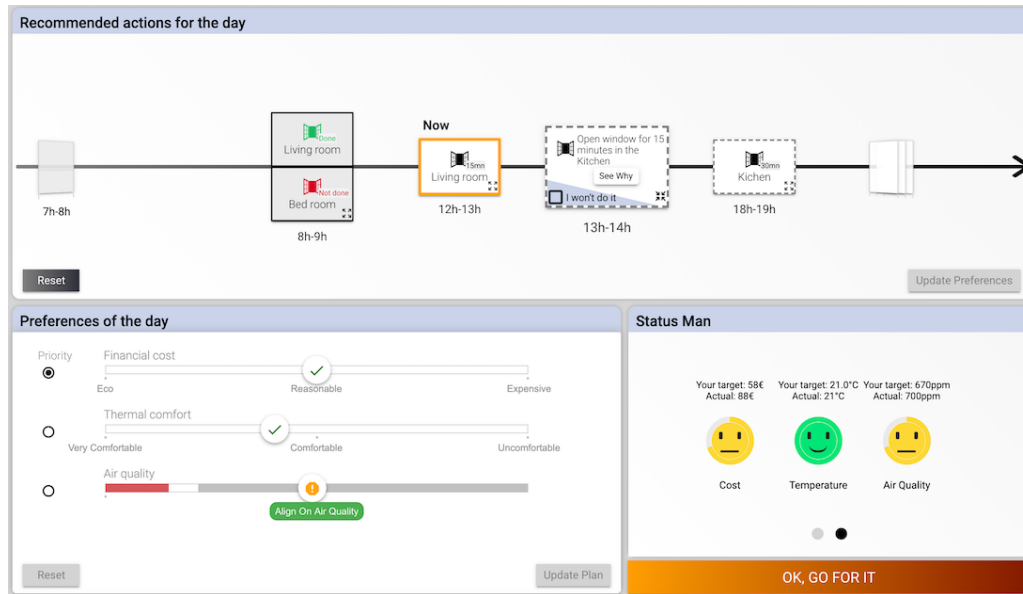 Recommended actions for the day
Done
Living room
Not done
Bed room
Now
15mn
Living room
Open window for 15
minutes in the
Kitchen
See Why
I won't do it
30mn
Kichen
7h-8h
8h-9h
12h-13h
13h-14h
18h-19h
Reset
Update Preferences
Preferences of the day
Priority
Financial cost
Eco
Reasonable
Expensive
Thermal comfort
Very Comfortable
Comfortable
Uncomfortable
Air quality
Align On Air Quality
Reset
Update Plan
Status Man
Your target: 58€
Actual: 88€
Your target: 21.0°C
Actual: 21°C
Your target: 670ppm
Actual: 700ppm
Cost
Temperature
Air Quality
OK, GO FOR IT